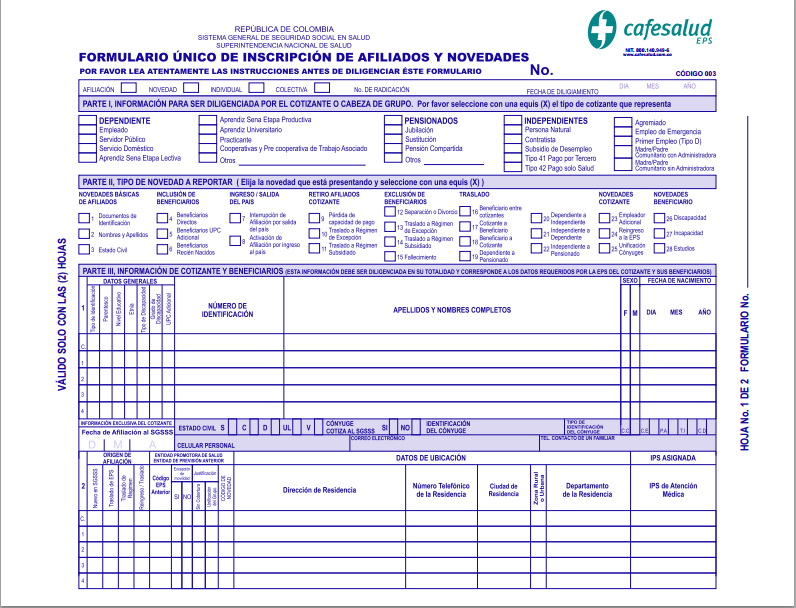 REPÚBLICA DE COLOMBIA
SISTEMA GENERAL DE SEGURIDAD SOCIAL EN SALUD
SUPERINTENDENCIA NACIONAL DE SALUD
cafesalud
EPS
NIT. 800.140.949-6
www.cafesalud.com.co
FORMULARIO ÚNICO DE INSCRIPCIÓN DE AFILIADOS Y NOVEDADES
POR FAVOR LEA ATENTAMENTE LAS INSTRUCCIONES ANTES DE DILIGENCIAR ÉSTE FORMULARIO No. CÓDIGO 003
AFILIACIÓN NOVEDAD INDIVIDUAL COLECTIVA No. DE RADICACIÓN FECHA DE DILIGIAMIENTO DIA MES AÑO
PARTE I, INFORMACIÓN PARA SER DILIGENCIADA POR EL COTIZANTE O CABEZA DE GRUPO. Por favor seleccione con una equis (X) el tipo de cotizante que representa
DEPENDIENTE
Empleado
Servidor Público
Servicio Doméstico
Aprendiz Sena Etapa Lectiva
Aprendiz Sena Etapa Productiva
Aprendiz Universitario
Practicante
Cooperativas y Pre cooperativa de Trabajo Asociado
Otros
PENSIONADOS
Jubilación
Sustitución
Pensión Compartida
Otros
INDEPENDIENTES
Persona Natural
Contratista
Subsidio de Desempleo
Tipo 41 Pago por Tercero
Tipo 42 Pago solo Salud
Agremiado
Empleo de Emergencia
Primer Empleo (Tipo D)
Madre/Padre
Comunitario con Administradora
Madre/Padre
Comunitario sin Administradora
PARTE II, TIPO DE NOVEDAD A REPORTAR ( Elija la novedad que está presentando y seleccione con una equis (X) )
NOVEDADES BÁSICAS
DE AFILIADOS
1 Documentos de
Identificación
2 Nombres y Apellidos
3 Estado Civil
INCLUSIÓN DE
BENEFICIARIOS
4 Beneficiarios
Directos
5 Beneficiarios UPC
Adicional
6 Beneficiarios
Recién Nacidos
INGRESO / SALIDA
DEL PAIS
7 Interrupción de
Afiliación por salida
del país
8 Activación de
Afiliación por ingreso
al país
RETIRO AFILIADOS
COTIZANTE
9 Pérdida de
capacidad de pago
10 Traslado a Régimen
de Excepción
11 Traslado a Régimen
Subsidiado
EXCLUSIÓN DE
BENEFICIARIOS
12 Separación o Divorcio
13 Traslado a Régimen
de Excepción
14 Traslado a Régimen
Subsidiado
15 Fallecimiento
TRASLADO
16 Beneficiario entre
cotizantes
17 Cotizante a
Beneficiario
18 Beneficiario a
Cotizante
19 Dependiente a
Pensionado
20 Dependiente a
Independiente
21 Independiente a
Dependiente
22 Independiente a
Pensionado
NOVEDADES
COTIZANTE
23 Empleador
Adicional
24 Reingreso
a la EPS
25 Unificación
Cónyuges
NOVEDADES DE
BENEFICIARIOS
26 Discapacidad
27 Incapacidad
28 Estudios
PARTE III, INFORMACIÓN DE COTIZANTE Y BENEFICIARIOS (ESTA INFORMACIÓN DEBE SER DILIGENCIADA EN SU TOTALIDAD Y CORRESPONDE A LOS DATOS REQUERIDOS POR LA EPS DEL COTIZANTE Y SUS BENEFICIARIOS)
DATOS GENERALES SEXO FECHA DE NACIMIENTO
1
Tipo de Identificación
Parentesco
Nivel Educativo
Etnia
Tipo de Discapacidad
Grado de
Discapacidad
UPC Adicional
NÚMERO DE
IDENTIFICACIÓN
APELLIDOS Y NOMBRES COMPLETOS
F M DIA MES AÑO
C.
1
2
3
4
INFORMACIÓN EXCLUSIVA DEL COTIZANTE
Fecha de Afiliación al SGSSS
D M A
ESTADO CIVIL S C D UL V
CÓNYUGE
COTIZA AL SGSSS SI NO
IDENTIFICACIÓN
DEL CÓNYUGE
TIPO DE
IDENTIFICACIÓN
DEL CÓNYUGE
C.C C.E P.A T.I C.D
CELULAR PERSONAL CORREO ELECTRÓNICO TEL. CONTACTO DE UN FAMILIAR
ORIGEN DE
AFILIACIÓN
ENTIDAD PROMOTORA DE SALUD
ENTIDAD DE PREVISIÓN ANTERIOR
DATOS DE UBICACIÓN IPS ASIGNADA
2
Nuevo en SGSSS
Traslado de EPS
Traslado de
Régimen
Reingreso / Traslado
Código
EPS
Anterior
Excepción
de
movilidad
SI NO
Justificación
Sin Cobertura
Unificación
del Grupo
CÓDIGO DE
NOVEDAD
Dirección de Residencia
Número Telefónico
de la Residencia
Ciudad de
Residencia
Zona Rural
o Urbana
Departamento
de la Residencia
IPS de Atención
Médica
C.
1
2
3
4
VÁLIDO SOLO CON LAS (2) HOJAS
HOJA No. 1 DE 2 FORMULARIO No.